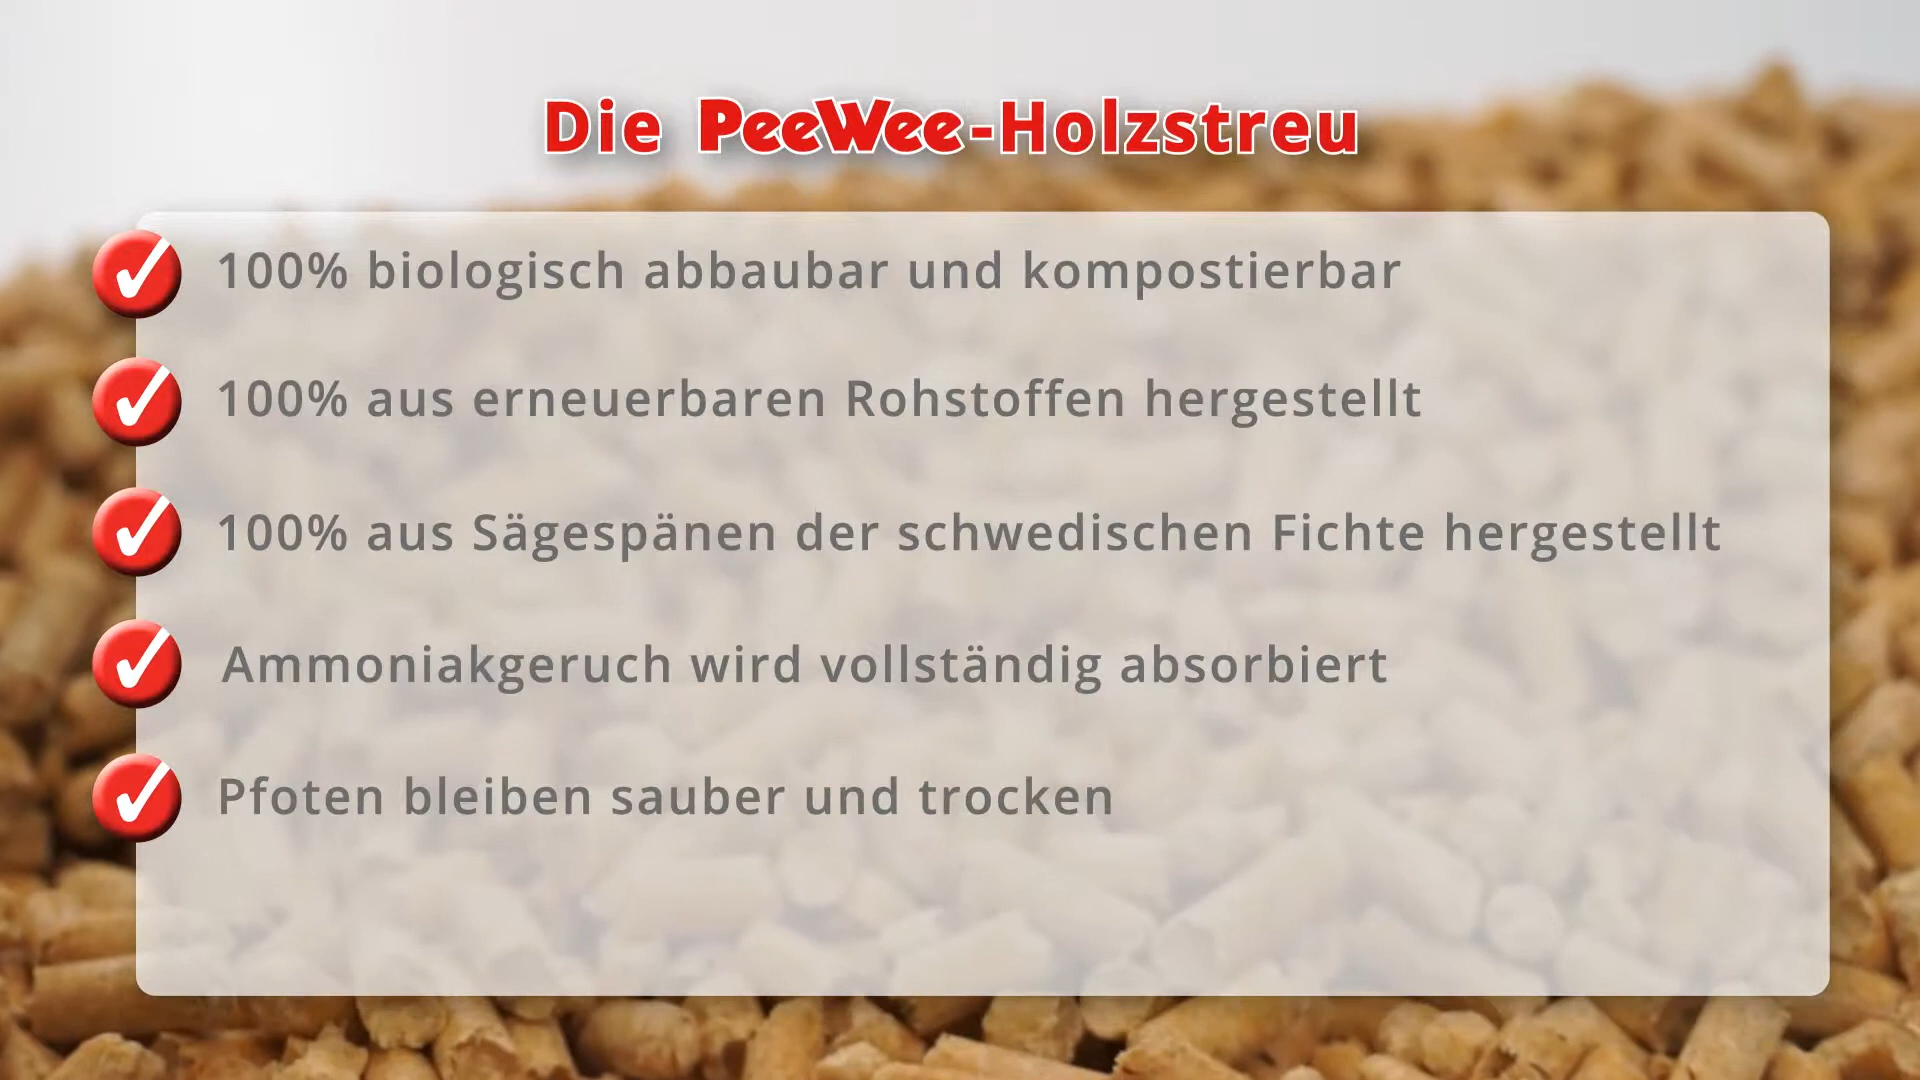 Die PeeWee-Holzstreu
100% biologisch abbaubar und kompostierbar
100% aus erneuerbaren Rohstoffen hergestellt
100% aus Sägespänen der schwedischen Fichte hergestellt
Ammoniakgeruch wird vollständig absorbiert
Pfoten bleiben sauber und trocken